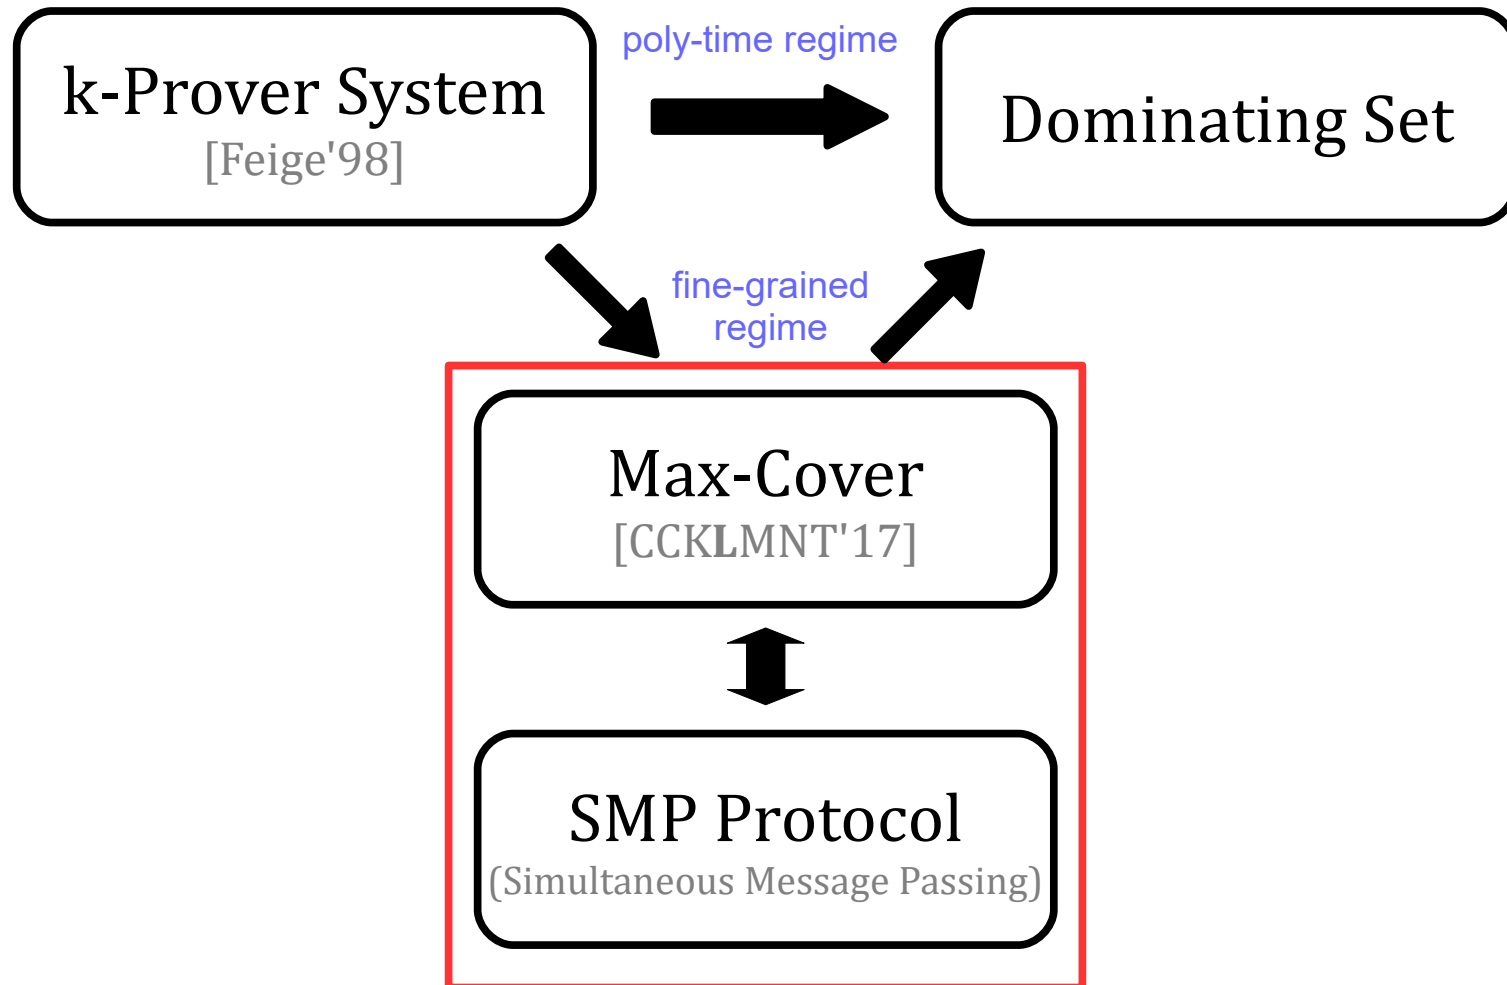 k-Prover System
[Feige'98]
poly-time regime
Dominating Set
fine-grained
regime
Max-Cover
[CCKLMNT'17]
SMP Protocol
(Simultaneous Message Passing)